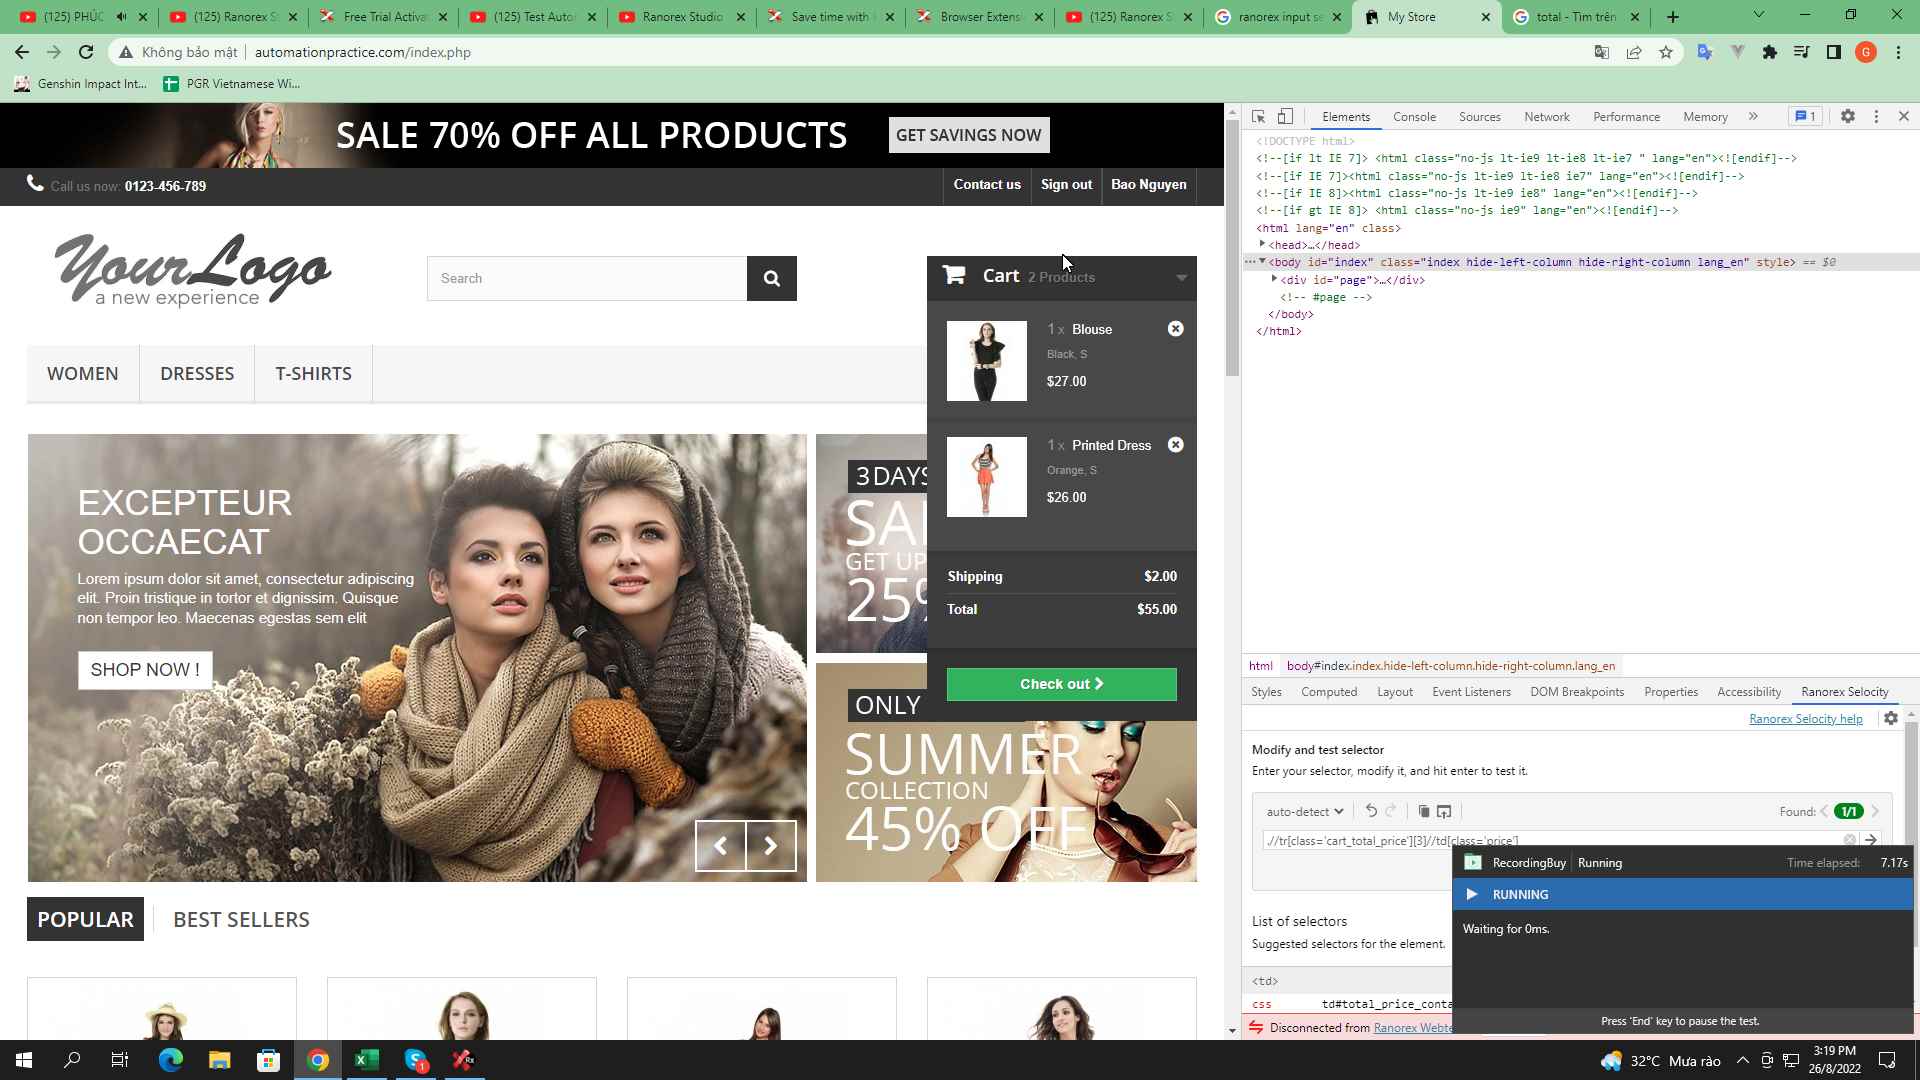 (125) PHÚC
(125) Ranorex S
Free Trial Activa
(125) Test Auto
Ranorex Studio
Save time with
Browser Extensi
(125) Ranorex S
ranorex input se
My Store
total - Tìm trên
Không bảo mật
automationpractice.com/index.php
G
Genshin Impact Int...
PGR Vietnamese Wi...
SALE 70% OFF ALL PRODUCTS
GET SAVINGS NOW
Call us now: 0123-456-789
Contact us
Sign out
Bao Nguyen
YourLogo
a new experience
Search
Cart 2 Products
1 x Blouse
Black, S
$27.00
1 x Printed Dress
Orange, S
$26.00
Shipping $2.00
Total $55.00
Check out
WOMEN
DRESSES
T-SHIRTS
EXCEPTEUR
OCCAECAT
Lorem ipsum dolor sit amet, consectetur adipiscing
elit. Proin tristique in tortor et dignissim. Quisque
non tempor leo. Maecenas egestas sem elit
SHOP NOW !
3 DAYS
SA
GET UP
25%
ONLY
SUMMER
COLLECTION
45% OFF
POPULAR
BEST SELLERS
Elements
Console
Sources
Network
Performance
Memory
1
<!DOCTYPE html>
<!--[if lt IE 7]> <html class="no-js lt-ie9 lt-ie8 lt-ie7 " lang="en"><![endif]-->
<!--[if IE 7]><html class="no-js lt-ie9 lt-ie8 ie7" lang="en"><![endif]-->
<!--[if IE 8]><html class="no-js lt-ie9 ie8" lang="en"><![endif]-->
<!--[if gt IE 8]> <html class="no-js ie9" lang="en"><![endif]-->
<html lang="en" class>
<head>…</head>
<body id="index" class="index hide-left-column hide-right-column lang_en" style> == $0
<div id="page">…</div>
<!-- #page -->
</body>
</html>
html
body#index.index.hide-left-column.hide-right-column.lang_en
Styles
Computed
Layout
Event Listeners
DOM Breakpoints
Properties
Accessibility
Ranorex Selocity
Ranorex Selocity help
Modify and test selector
Enter your selector, modify it, and hit enter to test it.
auto-detect
Found:
1/1
.//tr[class='cart_total_price'][3]//td[class='price']
RecordingBuy
Running
Time elapsed: 7.17s
RUNNING
Waiting for 0ms.
Press 'End' key to pause the test.
List of selectors
Suggested selectors for the element.
<td>
css
td#total_price_conta
Disconnected from Ranorex Webte
1
32°C Mưa rào
3:19 PM
26/8/2022